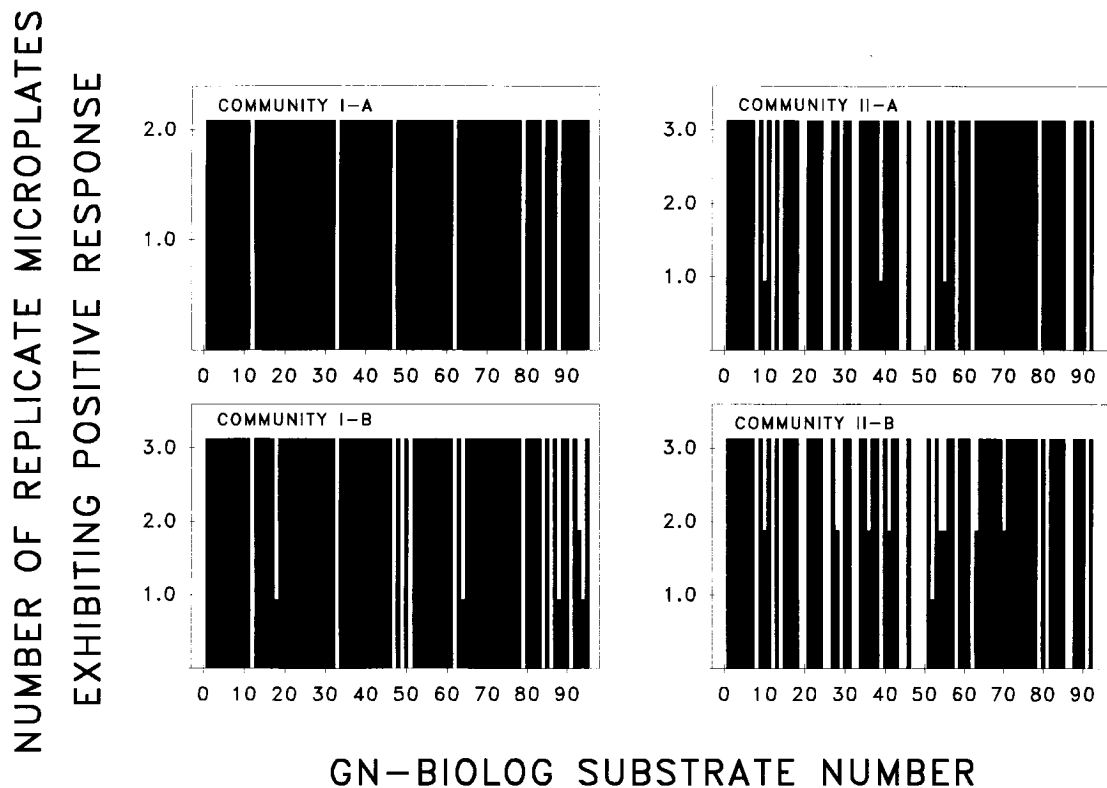 NUMBER OF REPLICATE MICROPLATES
EXHIBITING POSITIVE RESPONSE
COMMUNITY I-A
2.0
1.0
0 10 20 30 40 50 60 70 80 90
COMMUNITY II-A
3.0
2.0
1.0
0 10 20 30 40 50 60 70 80 90
COMMUNITY I-B
3.0
2.0
1.0
0 10 20 30 40 50 60 70 80 90
COMMUNITY II-B
3.0
2.0
1.0
0 10 20 30 40 50 60 70 80 90
GN-BIOLOG SUBSTRATE NUMBER